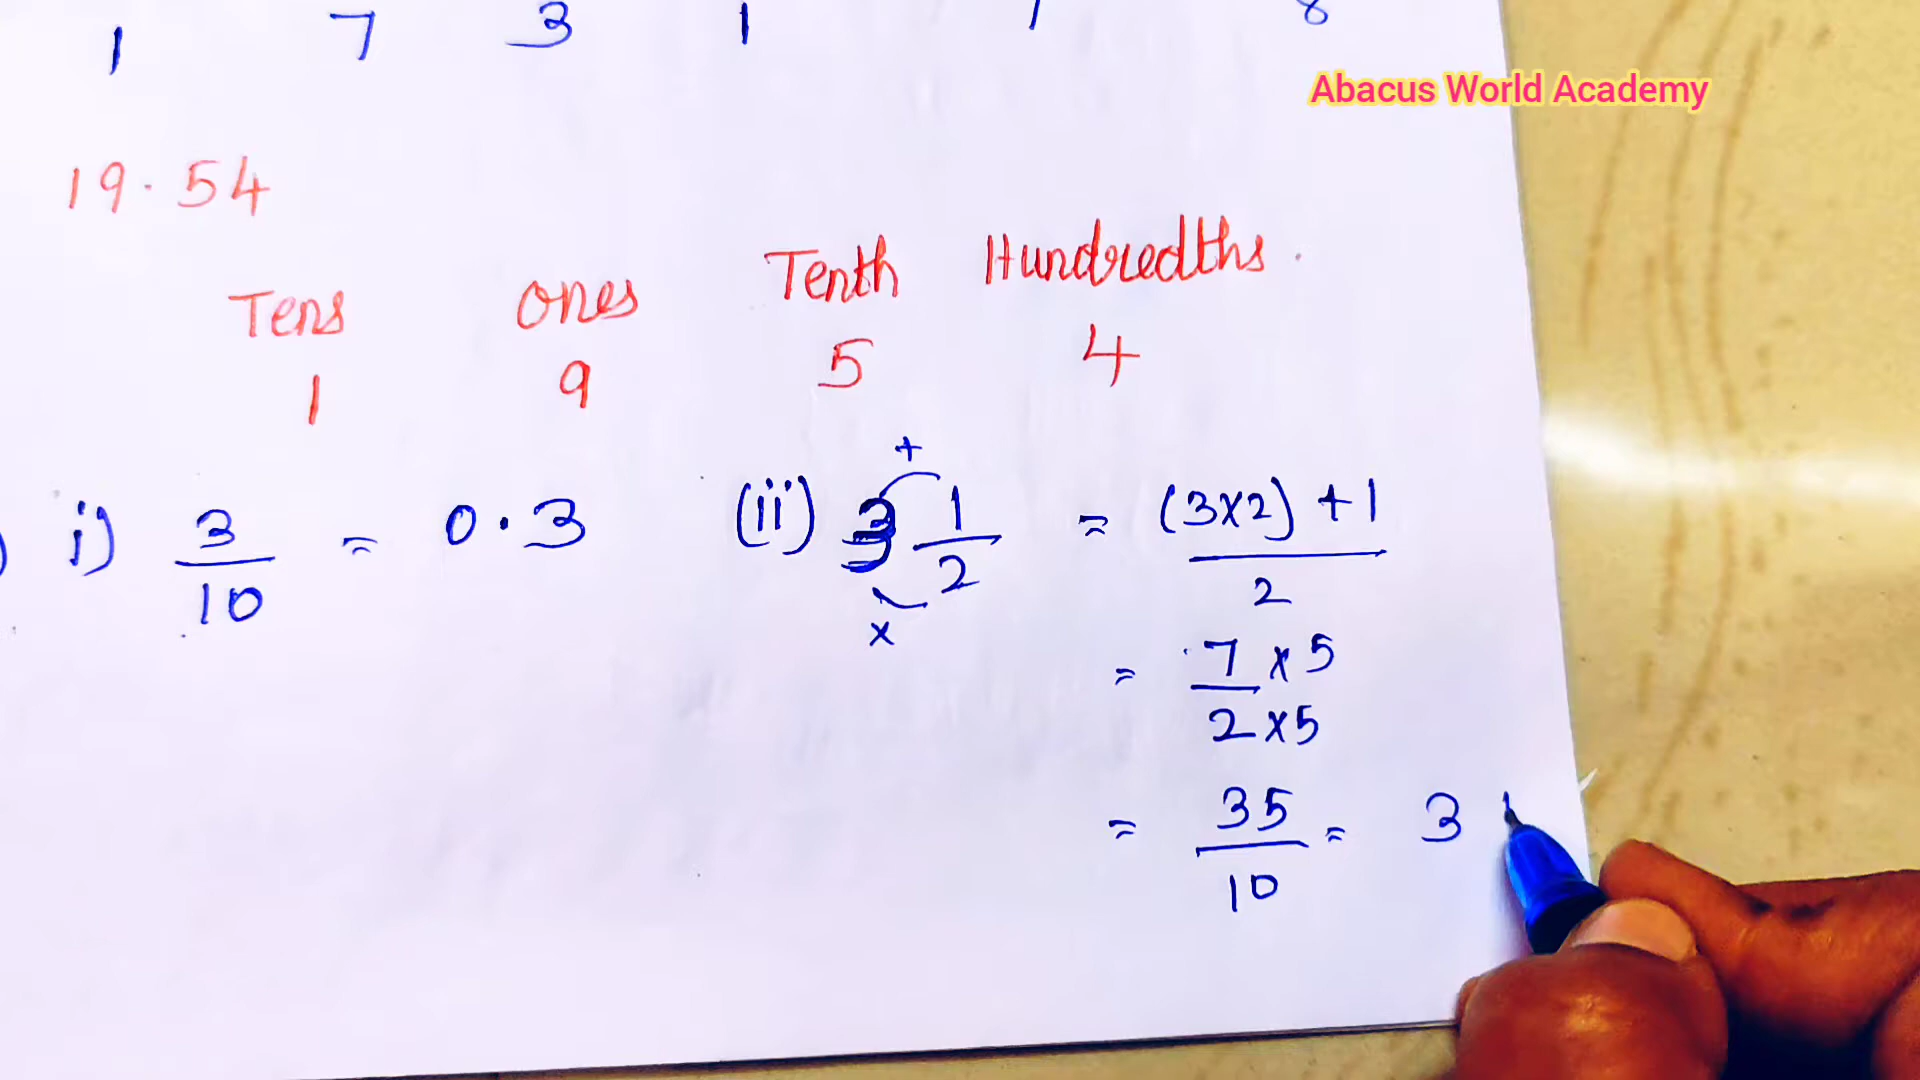 1 7 3 1 1 8
Abacus World Academy
19.54
Tens Ones Tenth Hundredths.
1 9 5 4
i) 3/10 = 0.3 (ii) 3 1/2 = (3x2) + 1 / 2
+
x
= 7x5 / 2x5
= 35/10 = 3